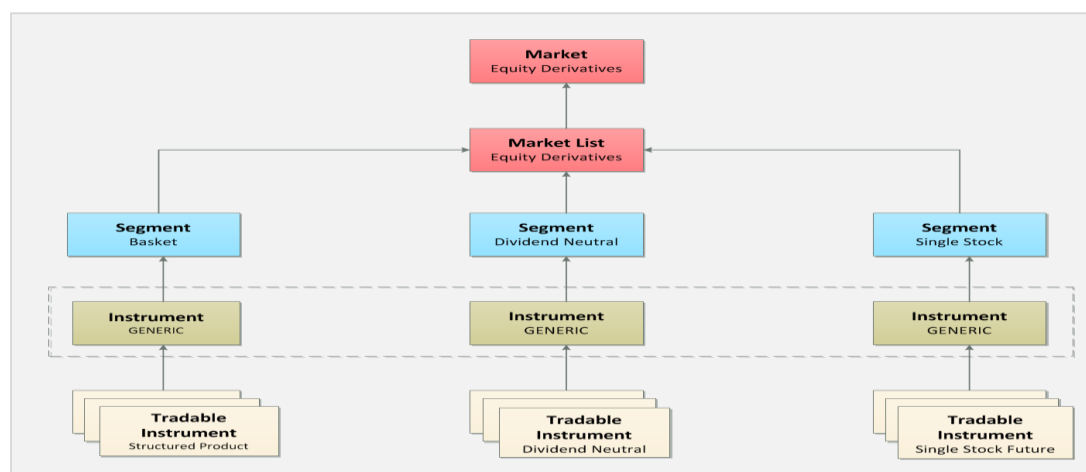 Market
Equity Derivatives
Market List
Equity Derivatives
Segment
Basket
Segment
Dividend Neutral
Segment
Single Stock
Instrument
GENERIC
Instrument
GENERIC
Instrument
GENERIC
Tradable
Instrument
Structured Product
Tradable
Instrument
Dividend Neutral
Tradable
Instrument
Single Stock Future